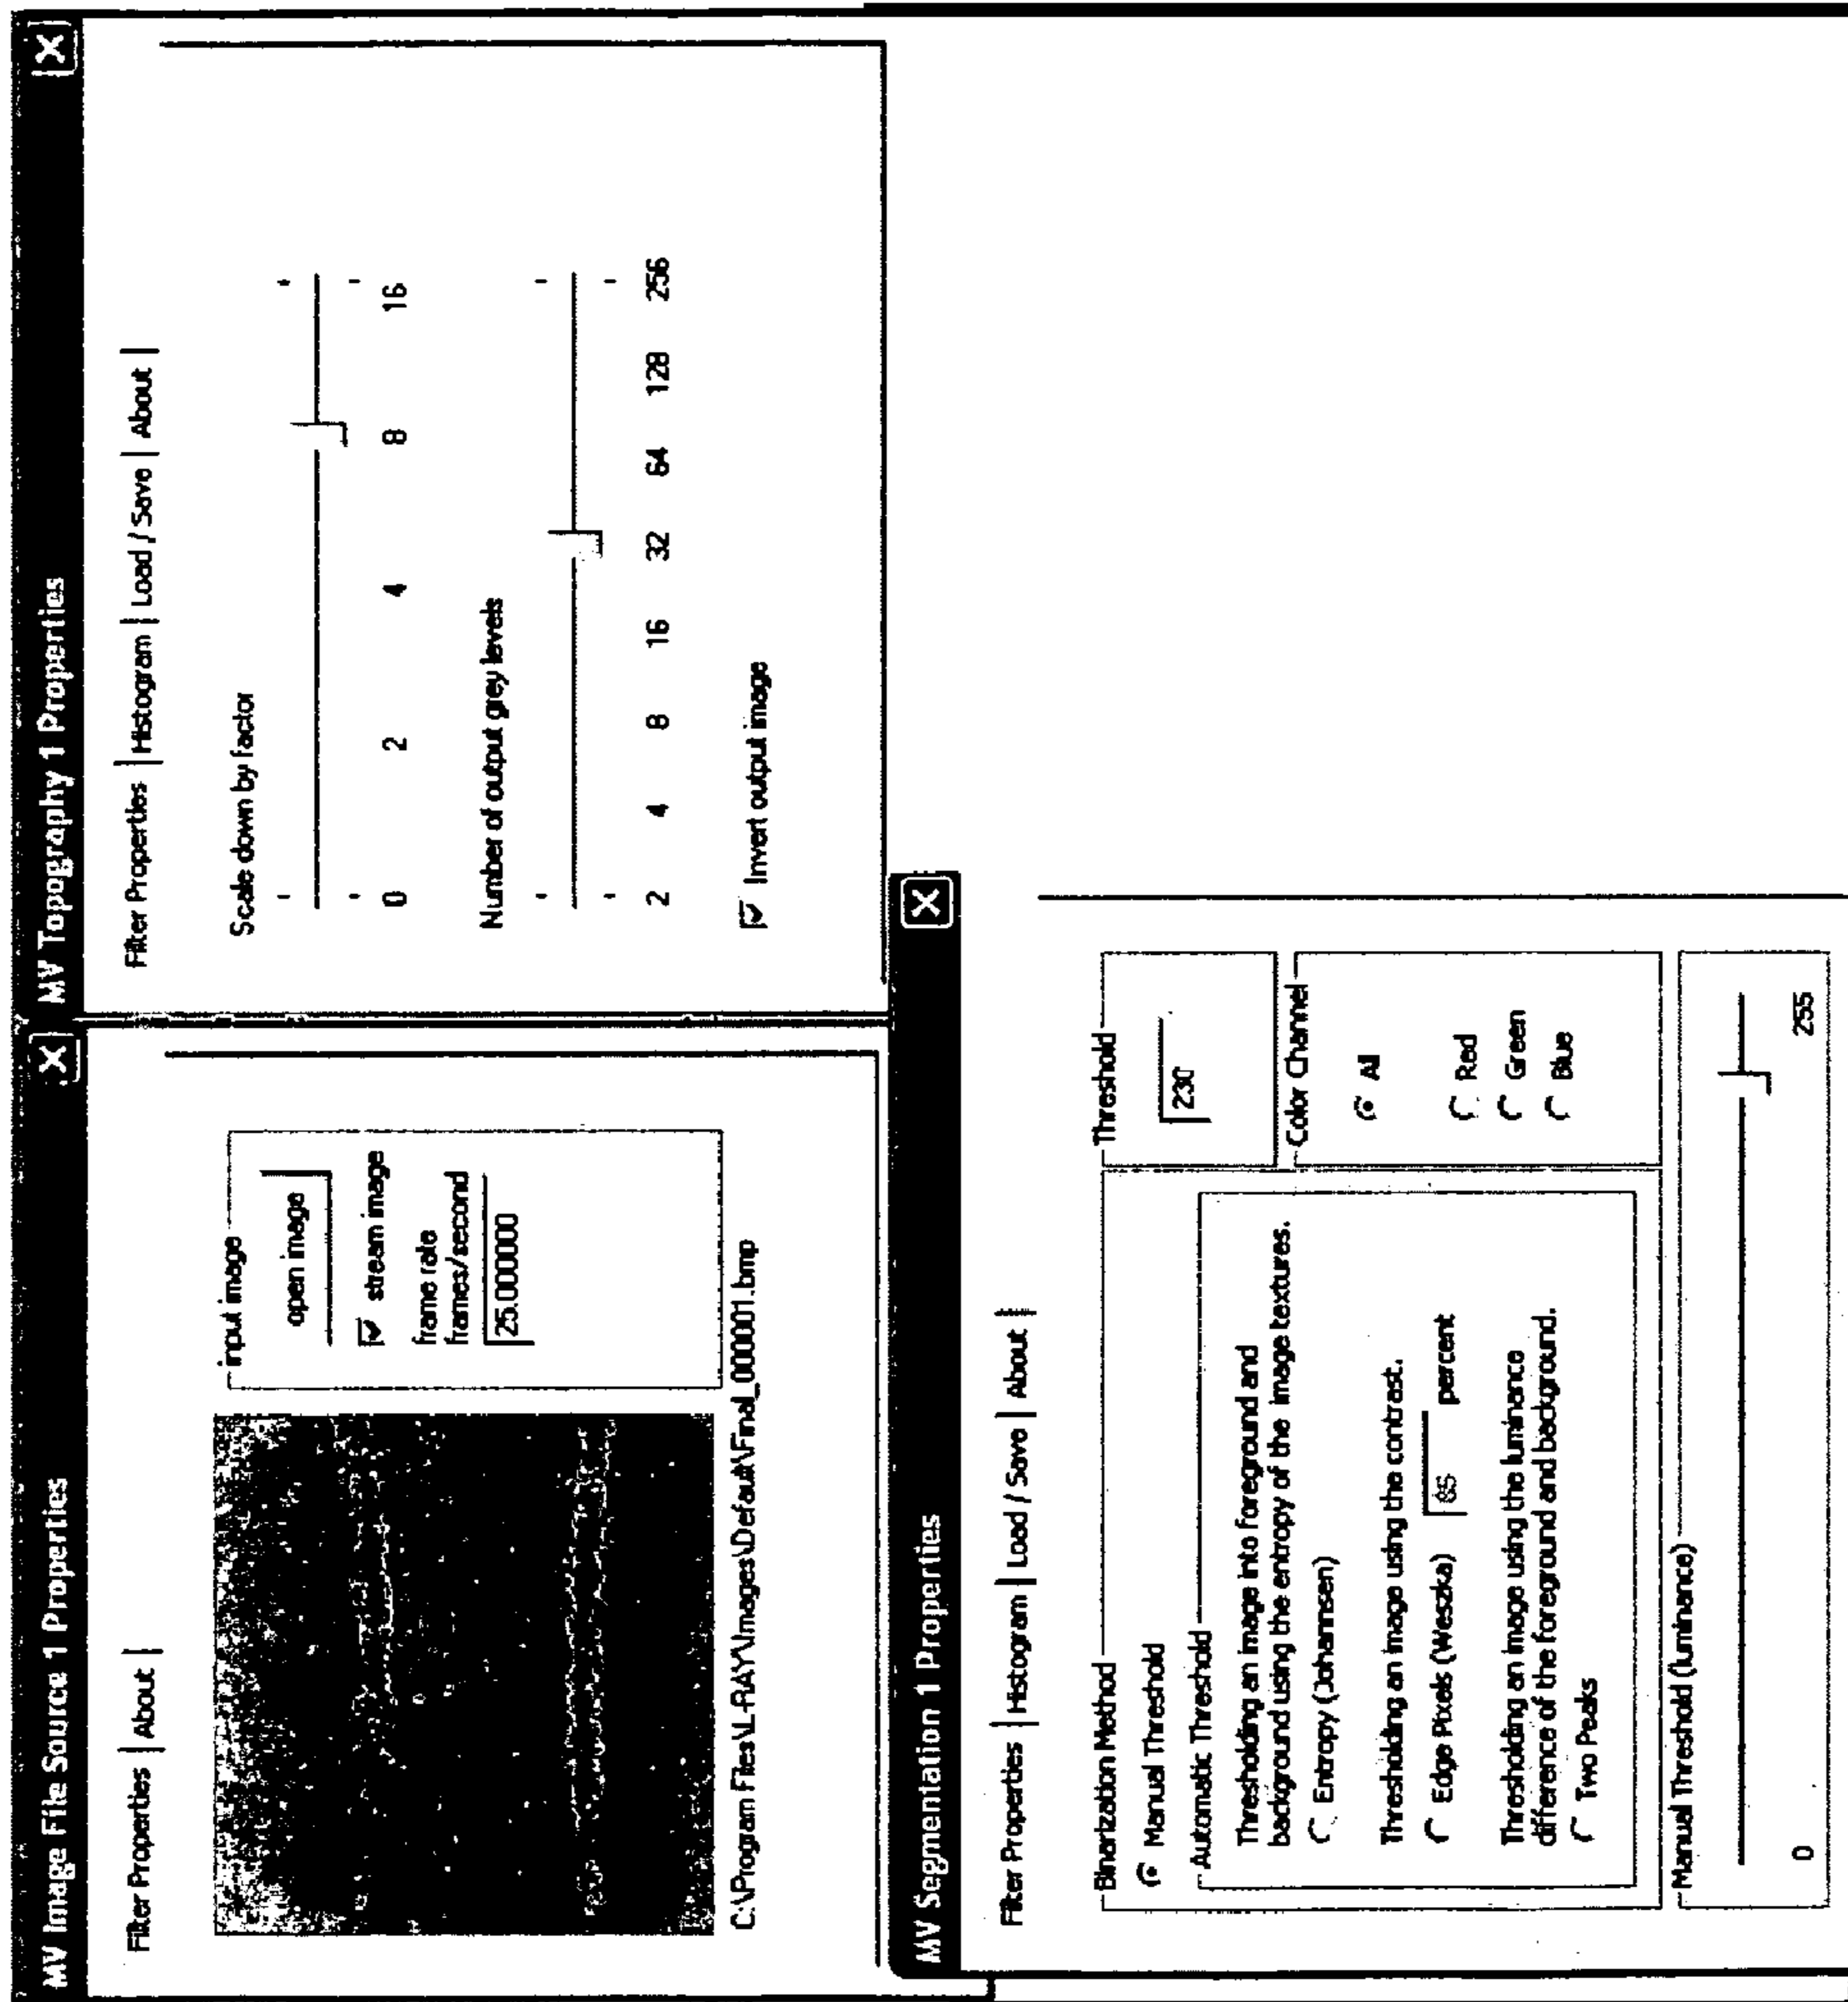 MV Image File Source 1 Properties
Filter Properties | About |
input image
open image
stream image
frame rate
frames/second
25.000000
C:\Program Files\L-RAY\Images\Default\Final_000001.bmp
MV Topography 1 Properties
Filter Properties | Histogram | Load / Save | About |
Scale down by factor
0 2 4 8 16
Number of output grey levels
2 4 8 16 32 64 128 256
Invert output image
MV Segmentation 1 Properties
Filter Properties | Histogram | Load / Save | About |
Binarization Method
Manual Threshold
Automatic Threshold
Thresholding an image into foreground and
background using the entropy of the image textures.
Entropy (Johannsen)
Thresholding an image using the contrast.
Edge Pixels (Weszka) 85 percent
Thresholding an image using the luminance
difference of the foreground and background.
Two Peaks
Threshold
230
Color Channel
All
Red
Green
Blue
Manual Threshold (luminance)
0 255